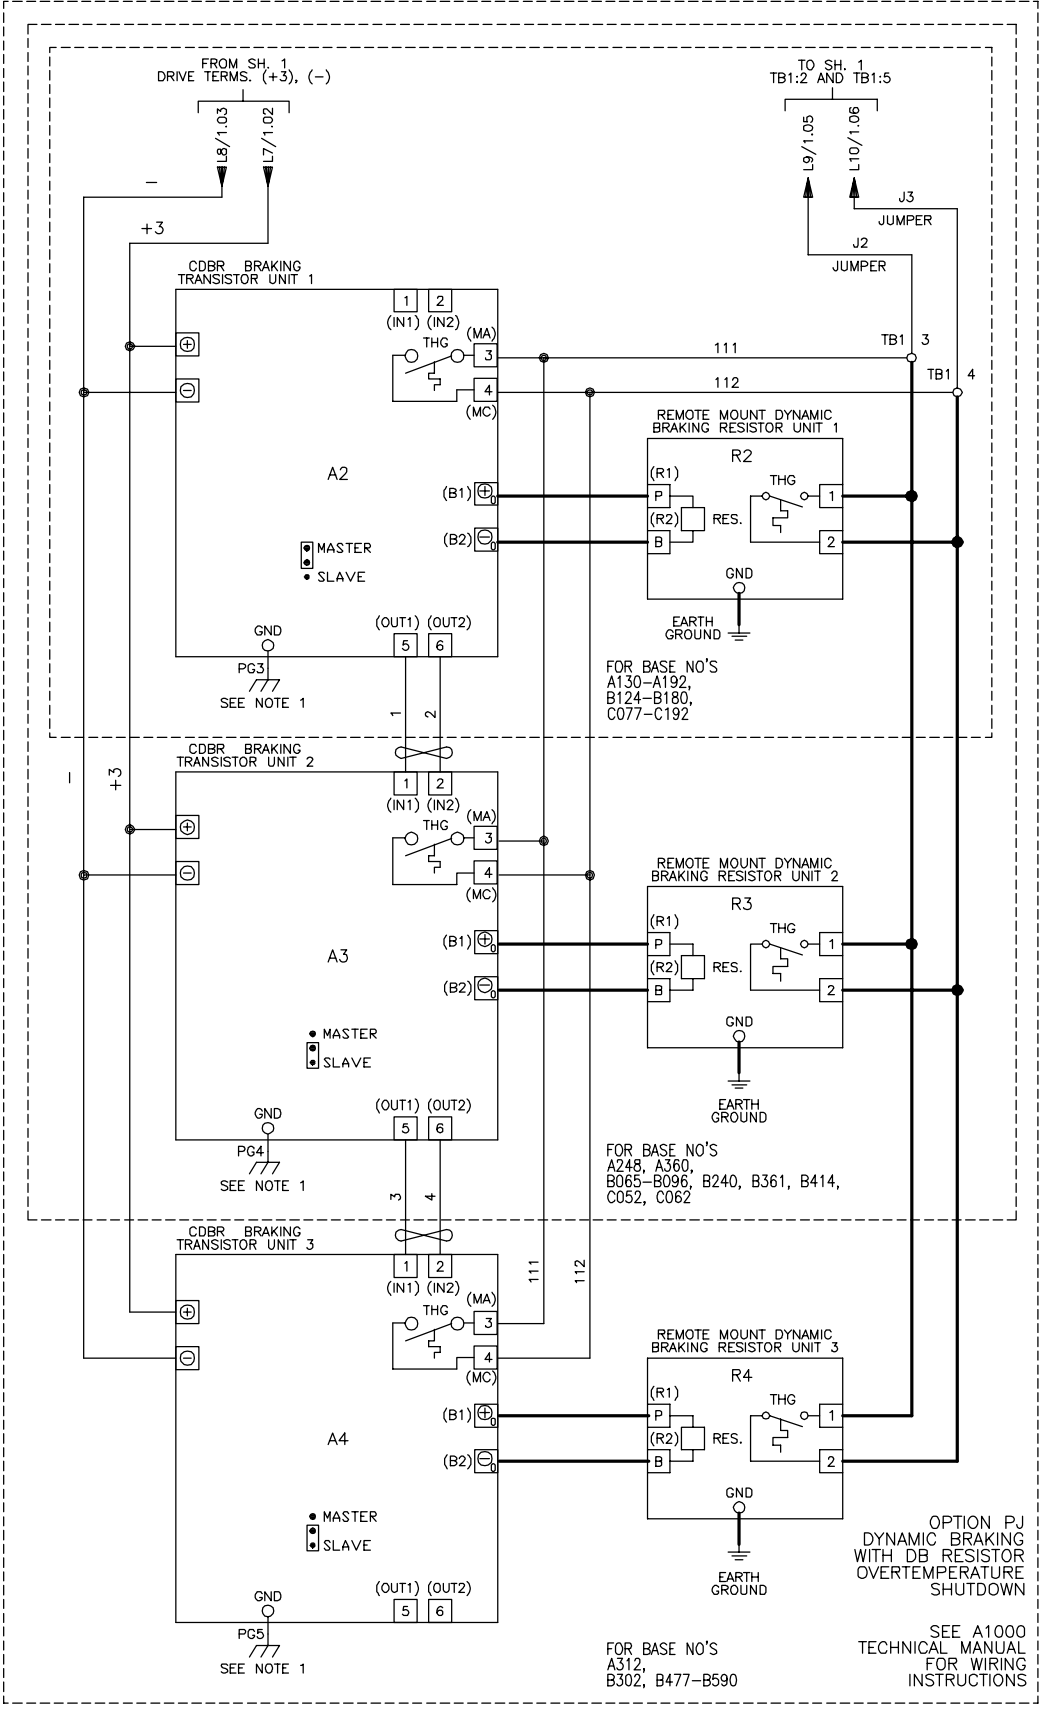 FROM SH. 1
DRIVE TERMS. (+3), (-)
L8/1.03
L7/1.02
TO SH. 1
TB1:2 AND TB1:5
L9/1.05
L10/1.06
-
+3
J3
JUMPER
J2
JUMPER
CDBR BRAKING
TRANSISTOR UNIT 1
1 2
(IN1) (IN2)
THG
(MA)
3
4
(MC)
+
-
111
112
TB1 3
TB1 4
A2
(B1) + 0
(B2) - 0
MASTER
SLAVE
GND
PG3
SEE NOTE 1
(OUT1) (OUT2)
5 6
REMOTE MOUNT DYNAMIC
BRAKING RESISTOR UNIT 1
R2
(R1)
P
(R2)
B
RES.
THG
1
2
GND
EARTH
GROUND
FOR BASE NO'S
A130-A192,
B124-B180,
C077-C192
1
2
-
+3
CDBR BRAKING
TRANSISTOR UNIT 2
1 2
(IN1) (IN2)
THG
(MA)
3
4
(MC)
+
-
A3
(B1) + 0
(B2) - 0
MASTER
SLAVE
GND
PG4
SEE NOTE 1
(OUT1) (OUT2)
5 6
REMOTE MOUNT DYNAMIC
BRAKING RESISTOR UNIT 2
R3
(R1)
P
(R2)
B
RES.
THG
1
2
GND
EARTH
GROUND
FOR BASE NO'S
A248, A360,
B065-B096, B240, B361, B414,
C052, C062
3
4
CDBR BRAKING
TRANSISTOR UNIT 3
1 2
(IN1) (IN2)
THG
(MA)
3
4
(MC)
+
-
111
112
A4
(B1) + 0
(B2) - 0
MASTER
SLAVE
GND
PG5
SEE NOTE 1
(OUT1) (OUT2)
5 6
REMOTE MOUNT DYNAMIC
BRAKING RESISTOR UNIT 3
R4
(R1)
P
(R2)
B
RES.
THG
1
2
GND
EARTH
GROUND
FOR BASE NO'S
A312,
B302, B477-B590
OPTION PJ
DYNAMIC BRAKING
WITH DB RESISTOR
OVERTEMPERATURE
SHUTDOWN
SEE A1000
TECHNICAL MANUAL
FOR WIRING
INSTRUCTIONS